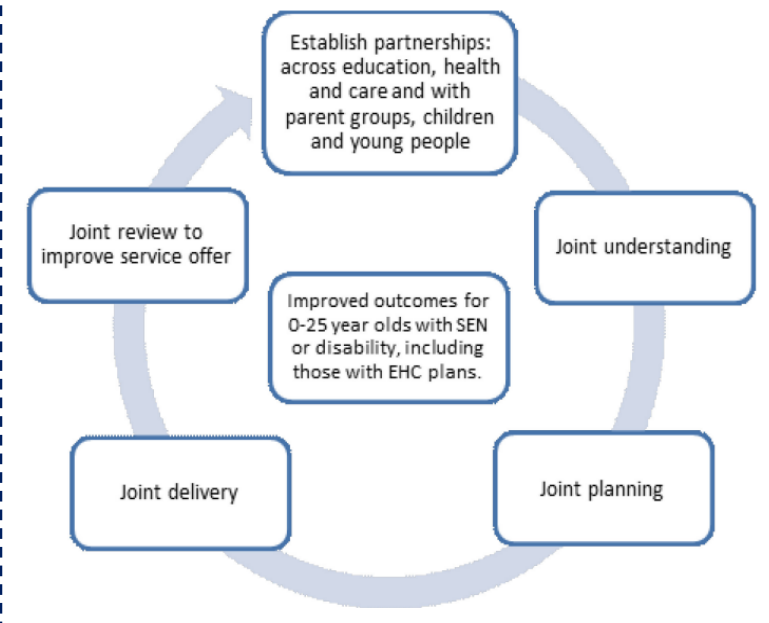 Establish partnerships:
across education, health
and care and with
parent groups, children
and young people
Joint understanding
Joint planning
Joint delivery
Joint review to
improve service offer
Improved outcomes for
0-25 year olds with SEN
or disability, including
those with EHC plans.